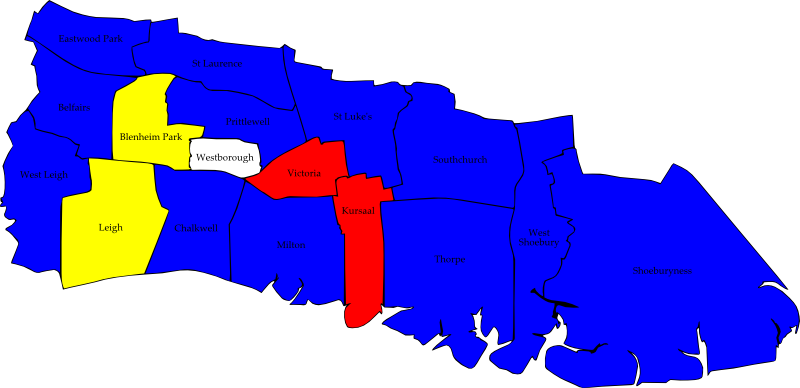 Eastwood Park
St Laurence
Belfairs
Blenheim Park
Prittlewell
St Luke's
Westborough
Southchurch
West Leigh
Victoria
Leigh
Chalkwell
Kursaal
Milton
West
Shoebury
Thorpe
Shoeburyness